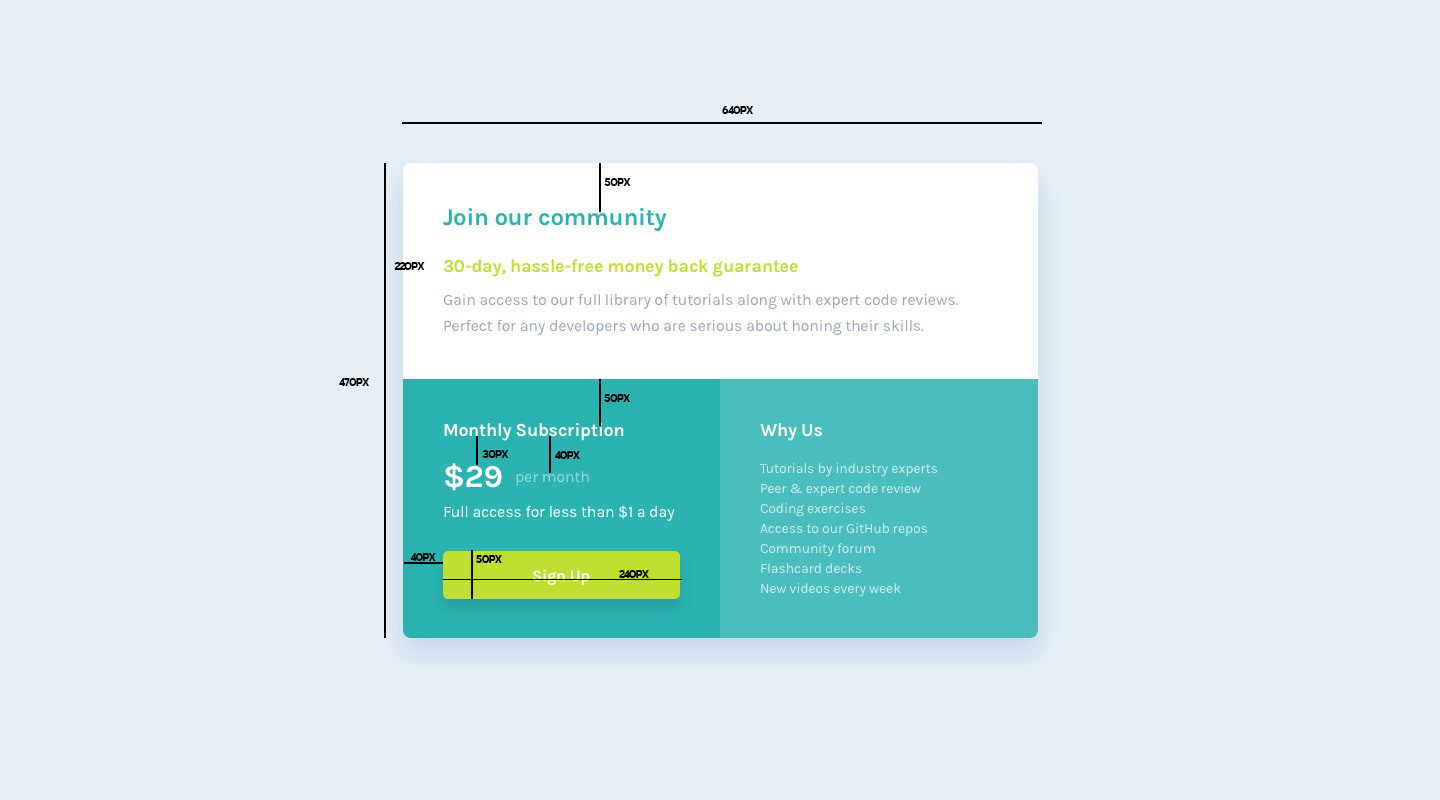 640PX
50PX
Join our community
220PX
30-day, hassle-free money back guarantee
Gain access to our full library of tutorials along with expert code reviews.
Perfect for any developers who are serious about honing their skills.
470PX
50PX
Monthly Subscription
30PX
40PX
$29 per month
Full access for less than $1 a day
40PX
50PX
Sign Up
240PX
Why Us
Tutorials by industry experts
Peer & expert code review
Coding exercises
Access to our GitHub repos
Community forum
Flashcard decks
New videos every week